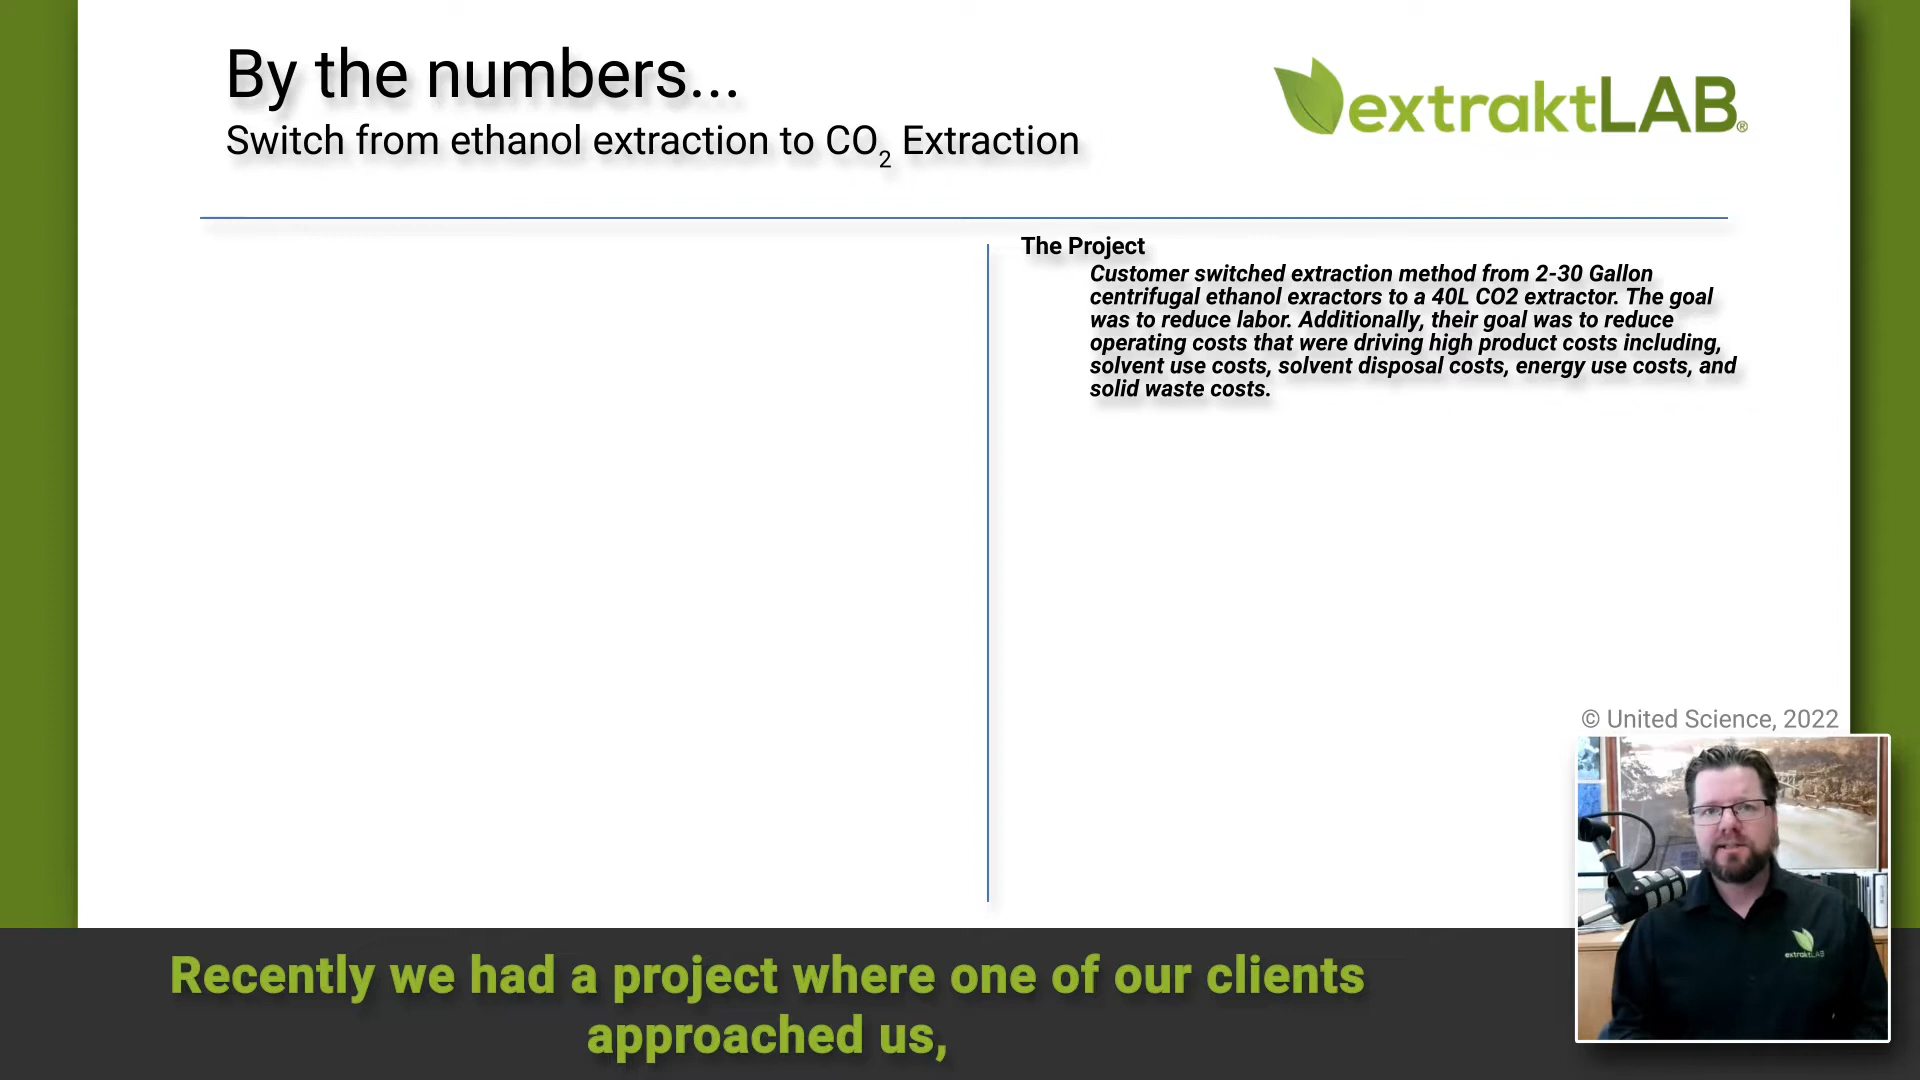 By the numbers...
Switch from ethanol extraction to CO2 Extraction
extraktLAB®
The Project
Customer switched extraction method from 2-30 Gallon
centrifugal ethanol exractors to a 40L CO2 extractor. The goal
was to reduce labor. Additionally, their goal was to reduce
operating costs that were driving high product costs including,
solvent use costs, solvent disposal costs, energy use costs, and
solid waste costs.
© United Science, 2022
extraktLAB
Recently we had a project where one of our clients
approached us,